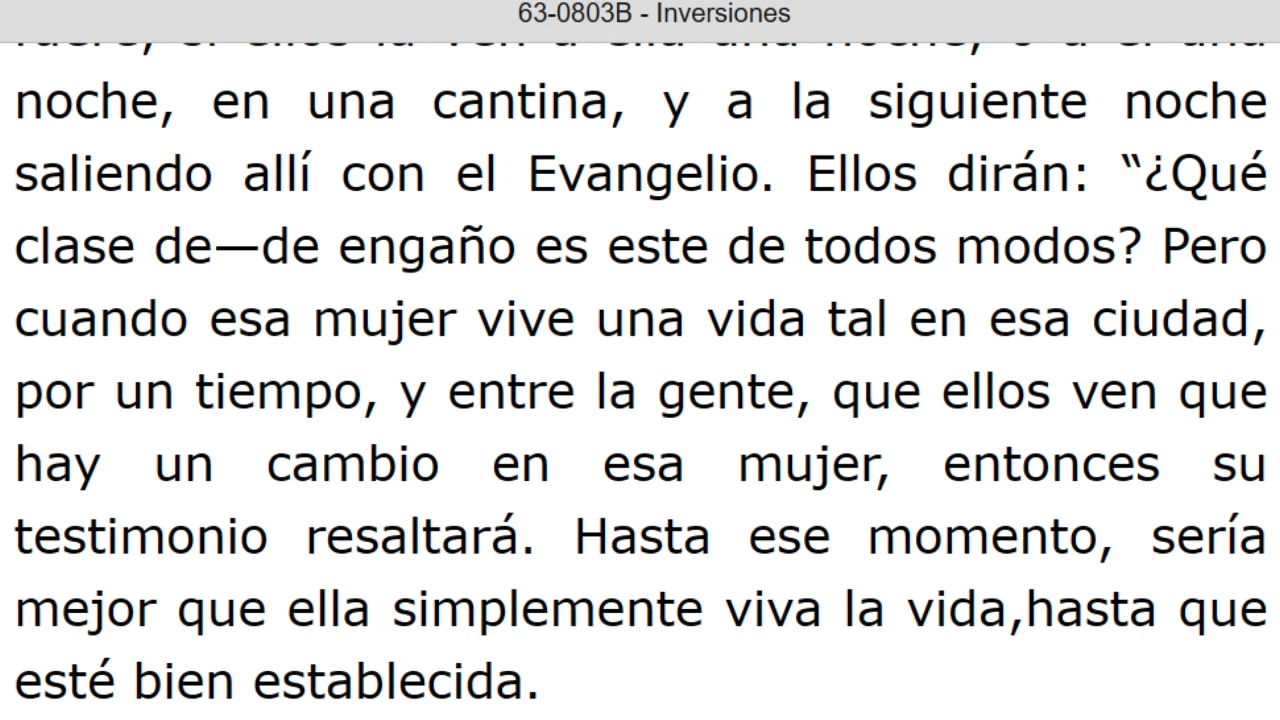 63-0803B - Inversiones
noche, en una cantina, y a la siguiente noche
saliendo allí con el Evangelio. Ellos dirán: “¿Qué
clase de—de engaño es este de todos modos? Pero
cuando esa mujer vive una vida tal en esa ciudad,
por un tiempo, y entre la gente, que ellos ven que
hay un cambio en esa mujer, entonces su
testimonio resaltará. Hasta ese momento, sería
mejor que ella simplemente viva la vida,hasta que
esté bien establecida.